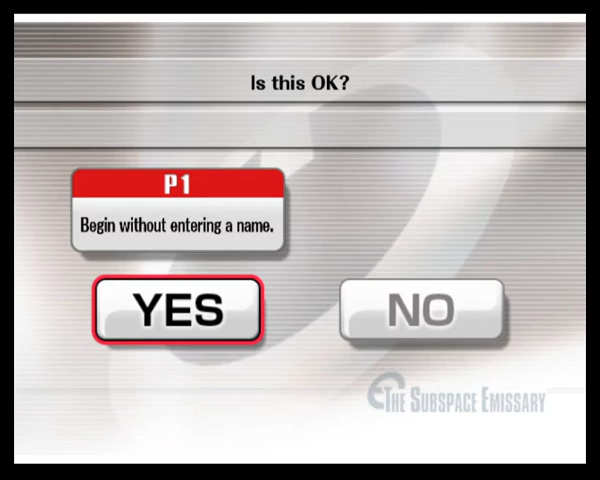 Is this OK?
P1
Begin without entering a name.
YES
NO
THE SUBSPACE EMISSARY